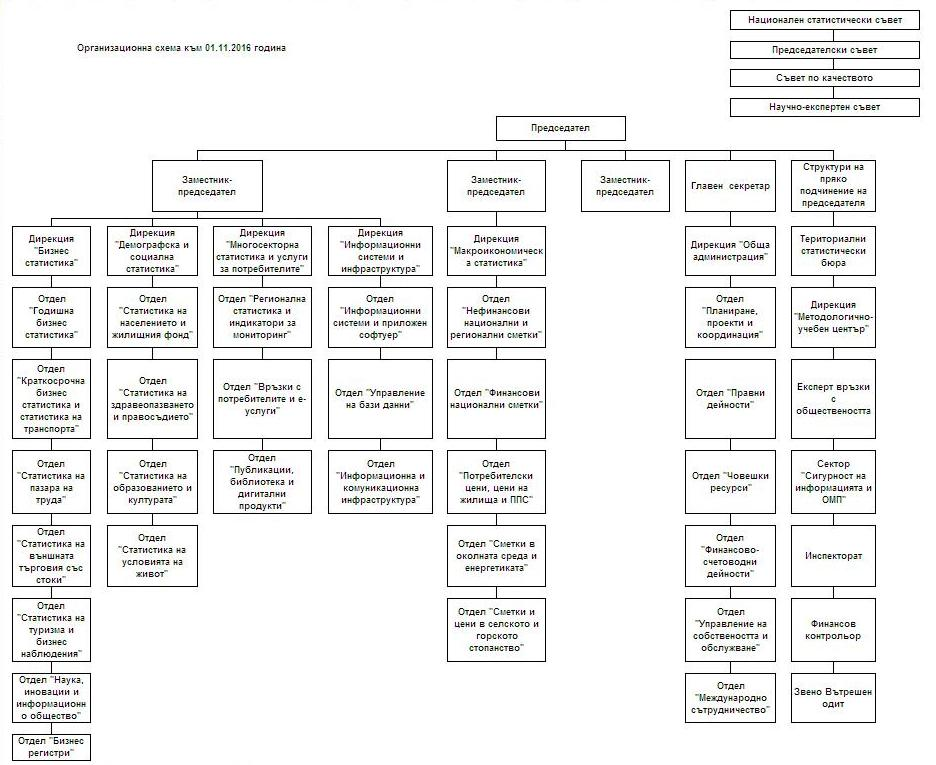 Национален статистически съвет
Организационна схема към 01.11.2016 година
Председателски съвет
Съвет по качеството
Научно-експертен съвет
Председател
Заместник-
председател
Заместник-
председател
Заместник-
председател
Главен секретар
Структури на
пряко
подчинение на
председателя
Дирекция
"Бизнес
статистика"
Дирекция
"Демографска и
социална
статистика"
Дирекция
"Многосекторна
статистика и услуги
за потребителите"
Дирекция
"Информационни
системи и
инфраструктура"
Дирекция
"Макроикономическ
а статистика"
Дирекция "Обща
администрация"
Териториални
статистически
бюра
Отдел
"Годишна
бизнес
статистика"
Отдел
"Статистика на
населението и
жилищния фонд"
Отдел "Регионална
статистика и
индикатори за
мониторинг"
Отдел
"Информационни
системи и приложен
софтуер"
Отдел
"Нефинансови
национални и
регионални сметки"
Отдел
"Планиране,
проекти и
координация"
Дирекция
"Методологично-
учебен център"
Отдел
"Краткосрочна
бизнес
статистика и
статистика на
транспорта"
Отдел
"Статистика на
здравеопазването
и правосъдието"
Отдел "Връзки с
потребителите и е-
услуги"
Отдел "Управление
на бази данни"
Отдел "Финансови
национални сметки"
Отдел "Правни
дейности"
Експерт връзки
с
обществеността
Отдел
"Статистика на
пазара на
труда"
Отдел
"Статистика на
образованието и
културата"
Отдел
"Публикации,
библиотека и
дигитални
продукти"
Отдел
"Информационна и
комуникационна
инфраструктура"
Отдел
"Потребителски
цени, цени на
жилища и ППС"
Отдел "Човешки
ресурси"
Сектор
"Сигурност на
информацията и
ОМП"
Отдел
"Статистика на
външната
търговия със
стоки"
Отдел
"Статистика на
условията на
живот"
Отдел "Сметки в
околната среда и
енергетиката"
Отдел
"Финансово-
счетоводни
дейности"
Инспекторат
Отдел
"Статистика на
туризма и
бизнес
наблюдения"
Отдел "Сметки и
цени в селското и
горското
стопанство"
Отдел
"Управление на
собствеността и
обслужване"
Финансов
контрольор
Отдел "Наука,
иновации и
информационн
о общество"
Отдел
"Международно
сътрудничество"
Звено Вътрешен
одит
Отдел "Бизнес
регистри"